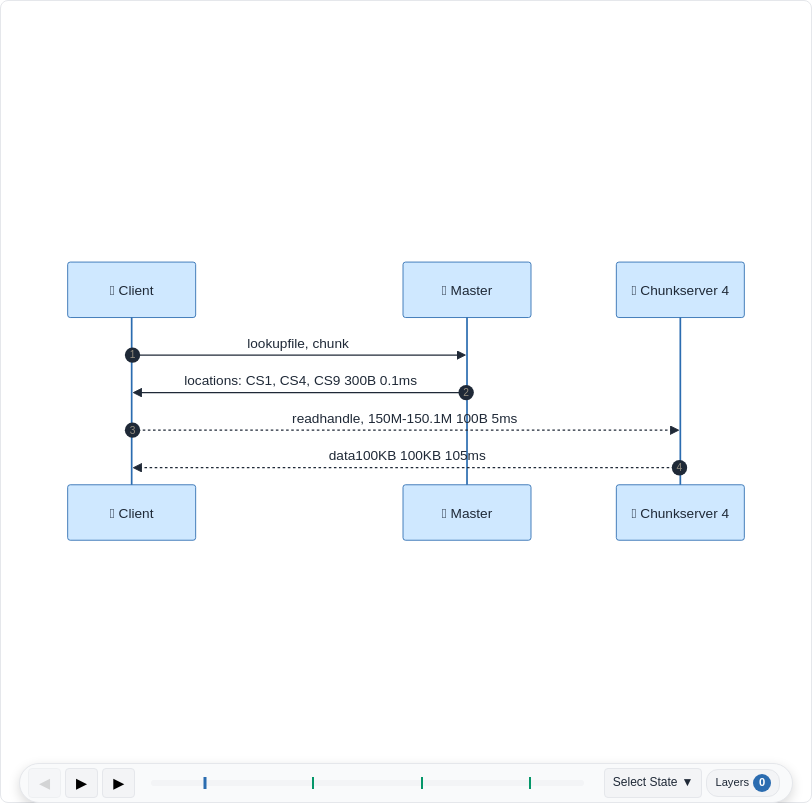 Client
Master
Chunkserver 4
lookupfile, chunk
1
locations: CS1, CS4, CS9 300B 0.1ms
2
readhandle, 150M-150.1M 100B 5ms
3
data100KB 100KB 105ms
4
Client
Master
Chunkserver 4
Select State ▼
Layers 0